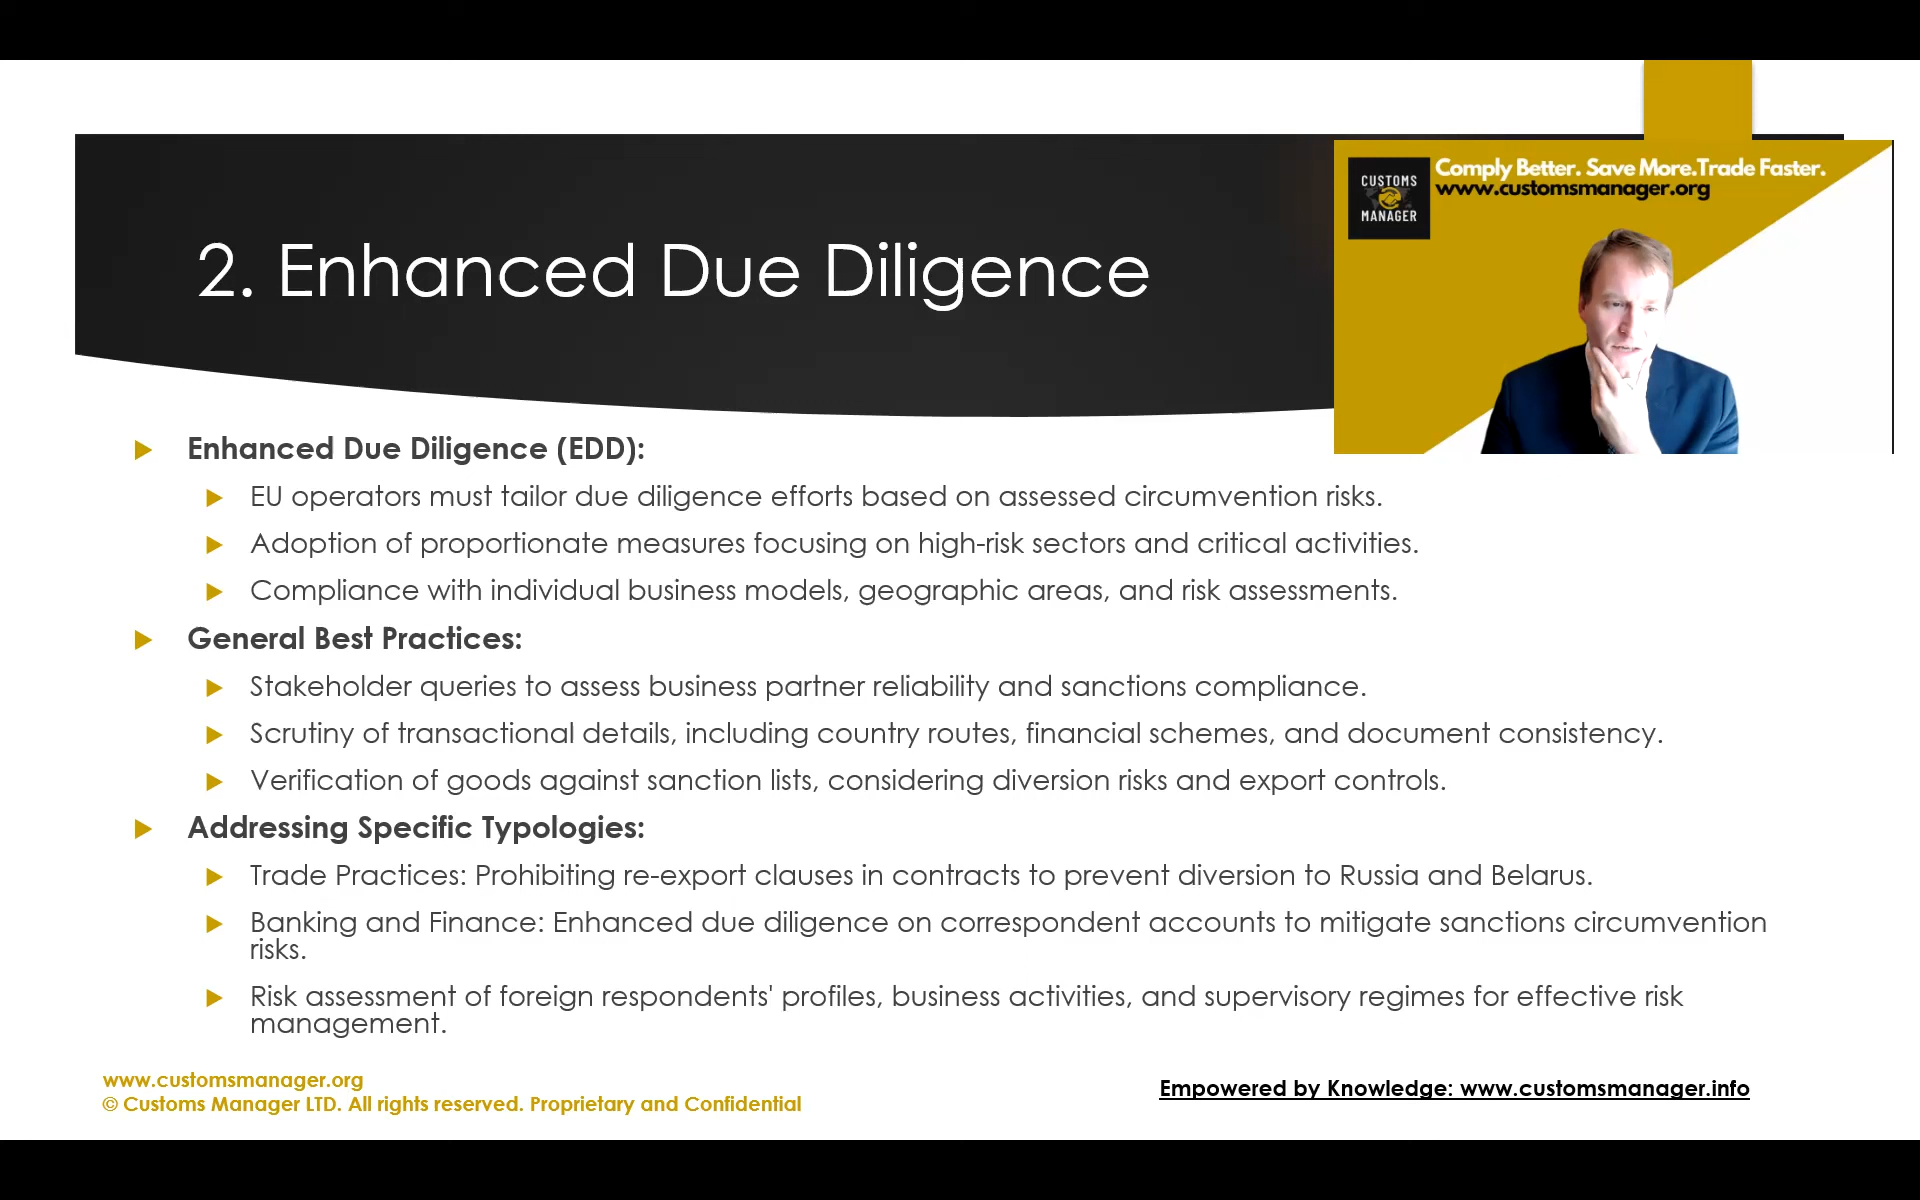 CUSTOMS
MANAGER
Comply Better. Save More.Trade Faster.
www.customsmanager.org
2. Enhanced Due Diligence
Enhanced Due Diligence (EDD):
EU operators must tailor due diligence efforts based on assessed circumvention risks.
Adoption of proportionate measures focusing on high-risk sectors and critical activities.
Compliance with individual business models, geographic areas, and risk assessments.
General Best Practices:
Stakeholder queries to assess business partner reliability and sanctions compliance.
Scrutiny of transactional details, including country routes, financial schemes, and document consistency.
Verification of goods against sanction lists, considering diversion risks and export controls.
Addressing Specific Typologies:
Trade Practices: Prohibiting re-export clauses in contracts to prevent diversion to Russia and Belarus.
Banking and Finance: Enhanced due diligence on correspondent accounts to mitigate sanctions circumvention
risks.
Risk assessment of foreign respondents' profiles, business activities, and supervisory regimes for effective risk
management.
www.customsmanager.org
© Customs Manager LTD. All rights reserved. Proprietary and Confidential
Empowered by Knowledge: www.customsmanager.info